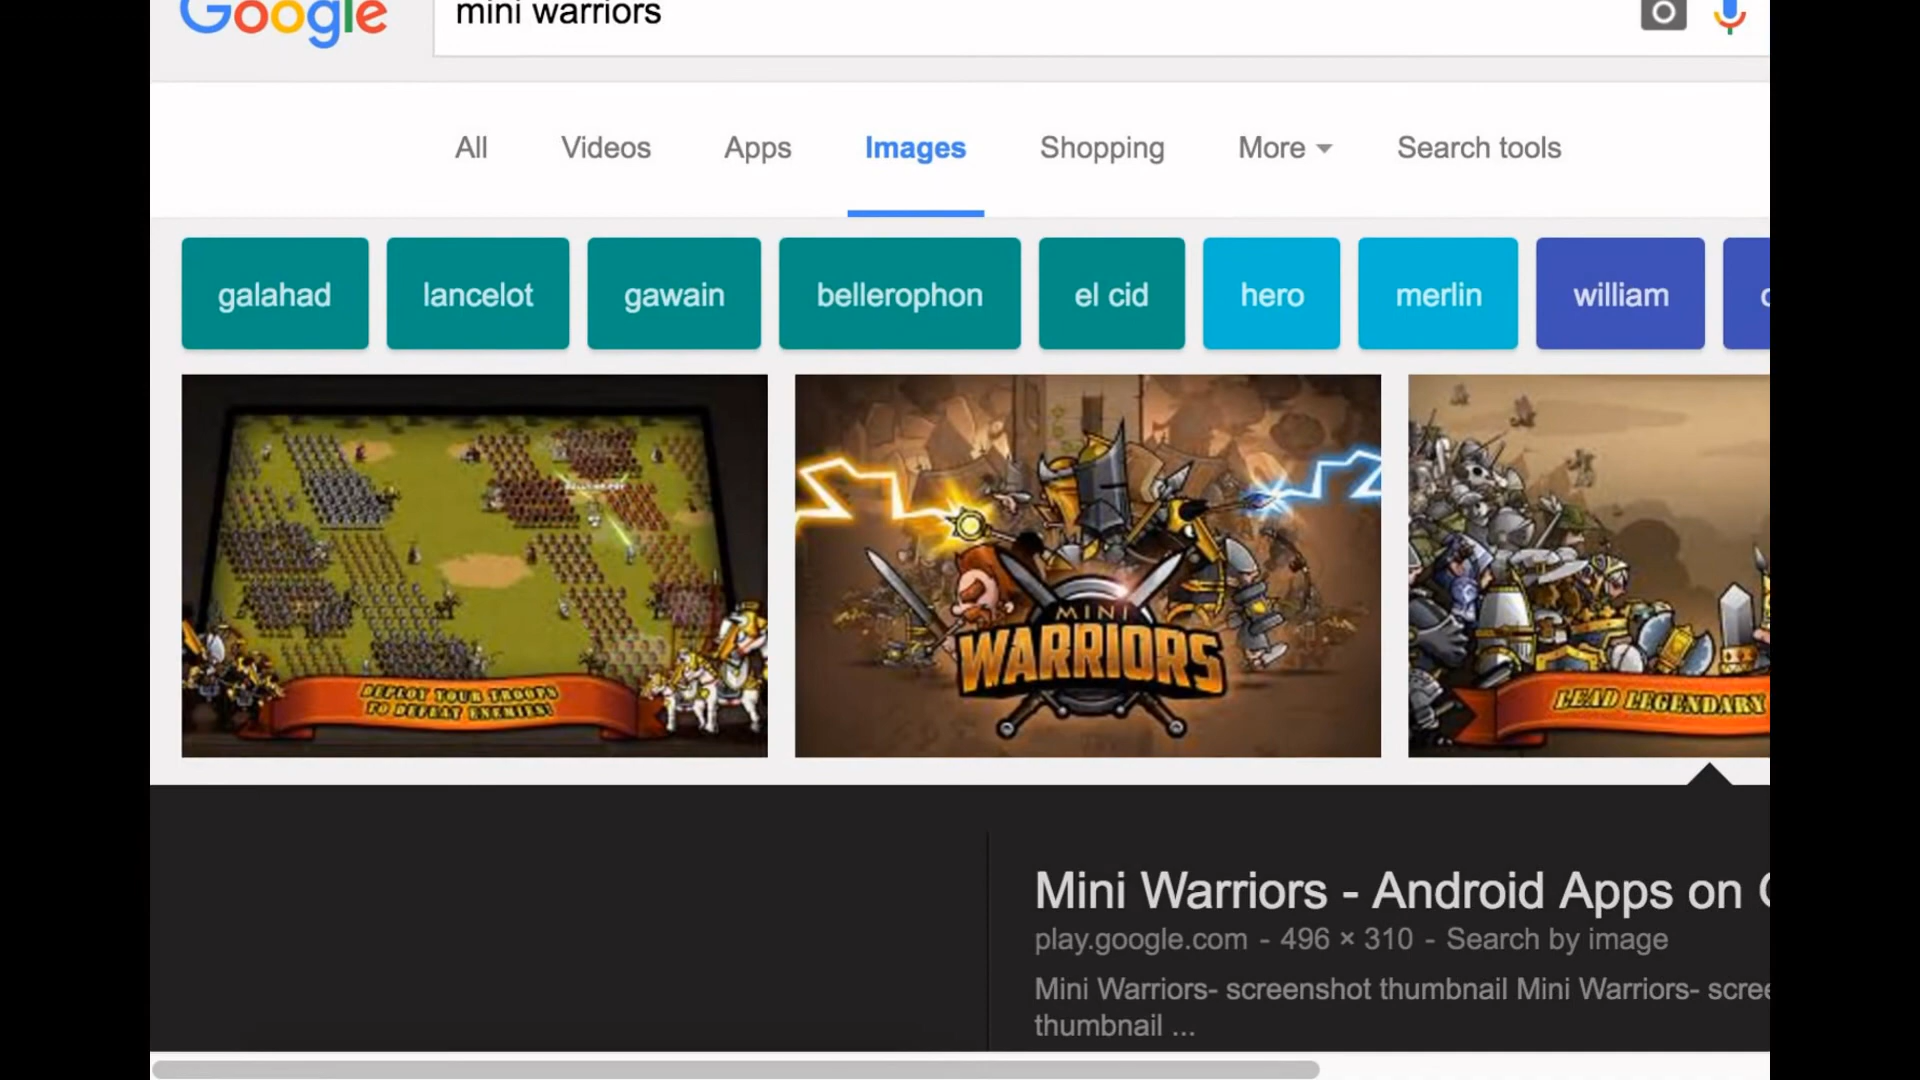 Google
mini warriors
All Videos Apps Images Shopping More Search tools
galahad lancelot gawain bellerophon el cid hero merlin william
DEPLOY YOUR TROOPS
TO DEFEAT ENEMIES!
MINI
WARRIORS
LEAD LEGENDARY
Mini Warriors - Android Apps on
play.google.com - 496 × 310 - Search by image
Mini Warriors- screenshot thumbnail Mini Warriors- scree
thumbnail ...